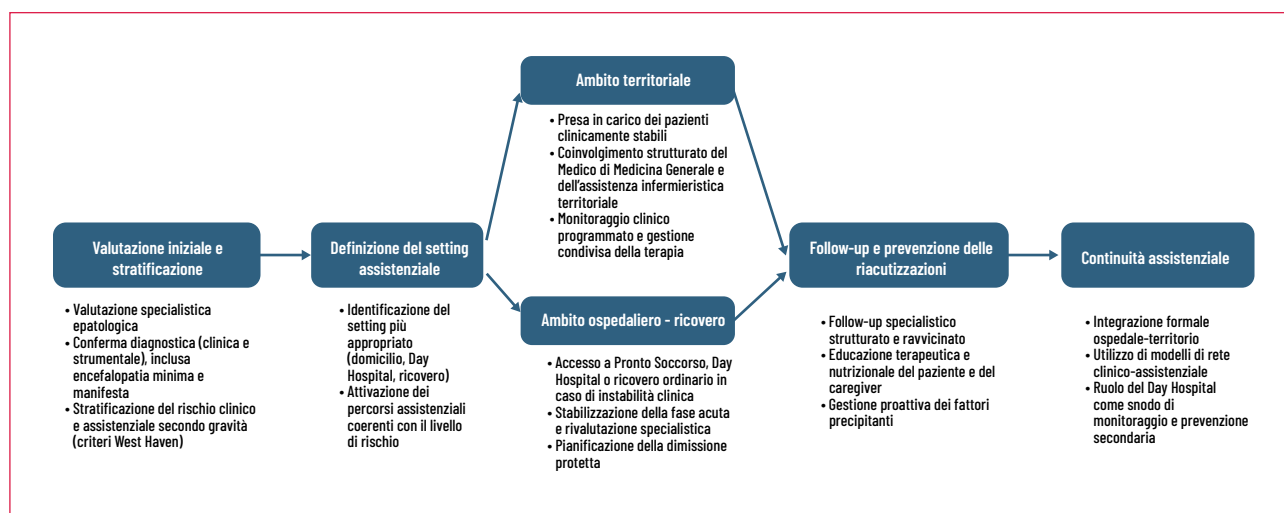 Valutazione iniziale e
stratificazione
• Valutazione specialistica
epatologica
• Conferma diagnostica (clinica e
strumentale), inclusa
encefalopatia minima e
manifesta
• Stratificazione del rischio clinico
e assistenziale secondo gravità
(criteri West Haven)
Definizione del setting
assistenziale
• Identificazione del
setting più
appropriato
(domicilio, Day
Hospital, ricovero)
• Attivazione dei
percorsi assistenziali
coerenti con il livello
di rischio
Ambito territoriale
• Presa in carico dei pazienti
clinicamente stabili
• Coinvolgimento strutturato del
Medico di Medicina Generale e
dell'assistenza infermieristica
territoriale
• Monitoraggio clinico
programmato e gestione
condivisa della terapia
Ambito ospedaliero - ricovero
• Accesso a Pronto Soccorso, Day
Hospital o ricovero ordinario in
caso di instabilità clinica
• Stabilizzazione della fase acuta
e rivalutazione specialistica
• Pianificazione della dimissione
protetta
Follow-up e prevenzione delle
riacutizzazioni
• Follow-up specialistico
strutturato e ravvicinato
• Educazione terapeutica e
nutrizionale del paziente e del
caregiver
• Gestione proattiva dei fattori
precipitanti
Continuità assistenziale
• Integrazione formale
ospedale-territorio
• Utilizzo di modelli di rete
clinico-assistenziale
• Ruolo del Day Hospital
come snodo di
monitoraggio e prevenzione
secondaria